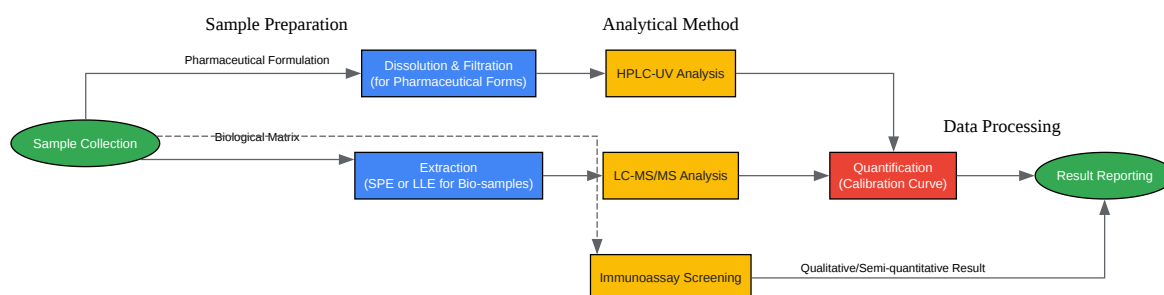 Sample Preparation
Analytical Method
Pharmaceutical Formulation
Dissolution & Filtration
(for Pharmaceutical Forms)
HPLC-UV Analysis
Data Processing
Sample Collection
Biological Matrix
Extraction
(SPE or LLE for Bio-samples)
LC-MS/MS Analysis
Quantification
(Calibration Curve)
Result Reporting
Immunoassay Screening
Qualitative/Semi-quantitative Result